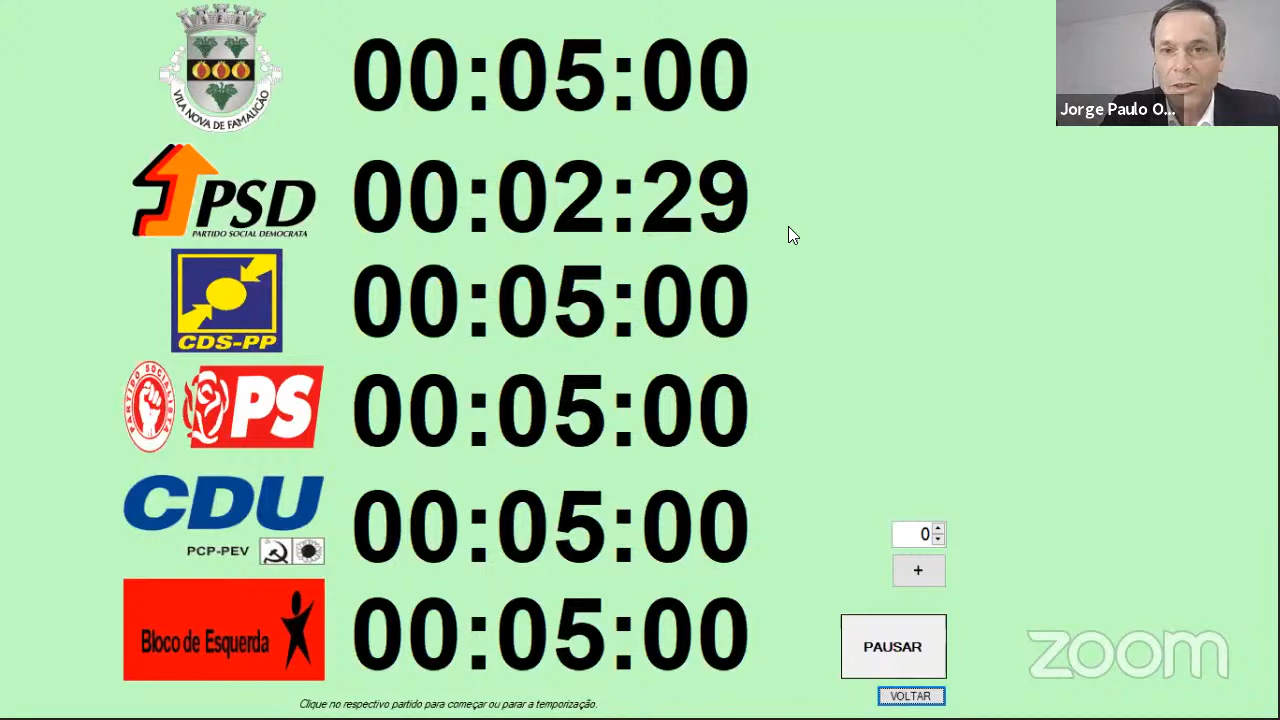 VILA NOVA DE FAMALICÃO
00:05:00
Jorge Paulo O...
PSD
PARTIDO SOCIAL DEMOCRATA
00:02:29
CDS-PP
00:05:00
PARTIDO SOCIALISTA
PS
00:05:00
CDU
PCP-PEV
00:05:00
0
+
Bloco de Esquerda
00:05:00
PAUSAR
VOLTAR
zoom
Clique no respectivo partido para começar ou parar a temporização.